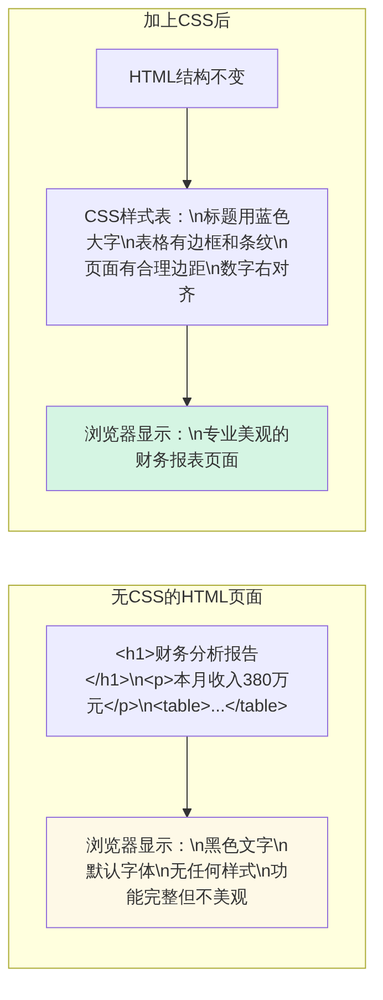 加上CSS后
HTML结构不变
CSS样式表：\n标题用蓝色
大字\n表格有边框和条纹\n
页面有合理边距\n数字右对
齐
浏览器显示：\n专业美观的
财务报表页面
无CSS的HTML页面
<h1>财务分析报告
</h1>\n<p>本月收入380万
元</p>\n<table>...</table>
浏览器显示：\n黑色文字\n
默认字体\n无任何样式\n功
能完整但不美观